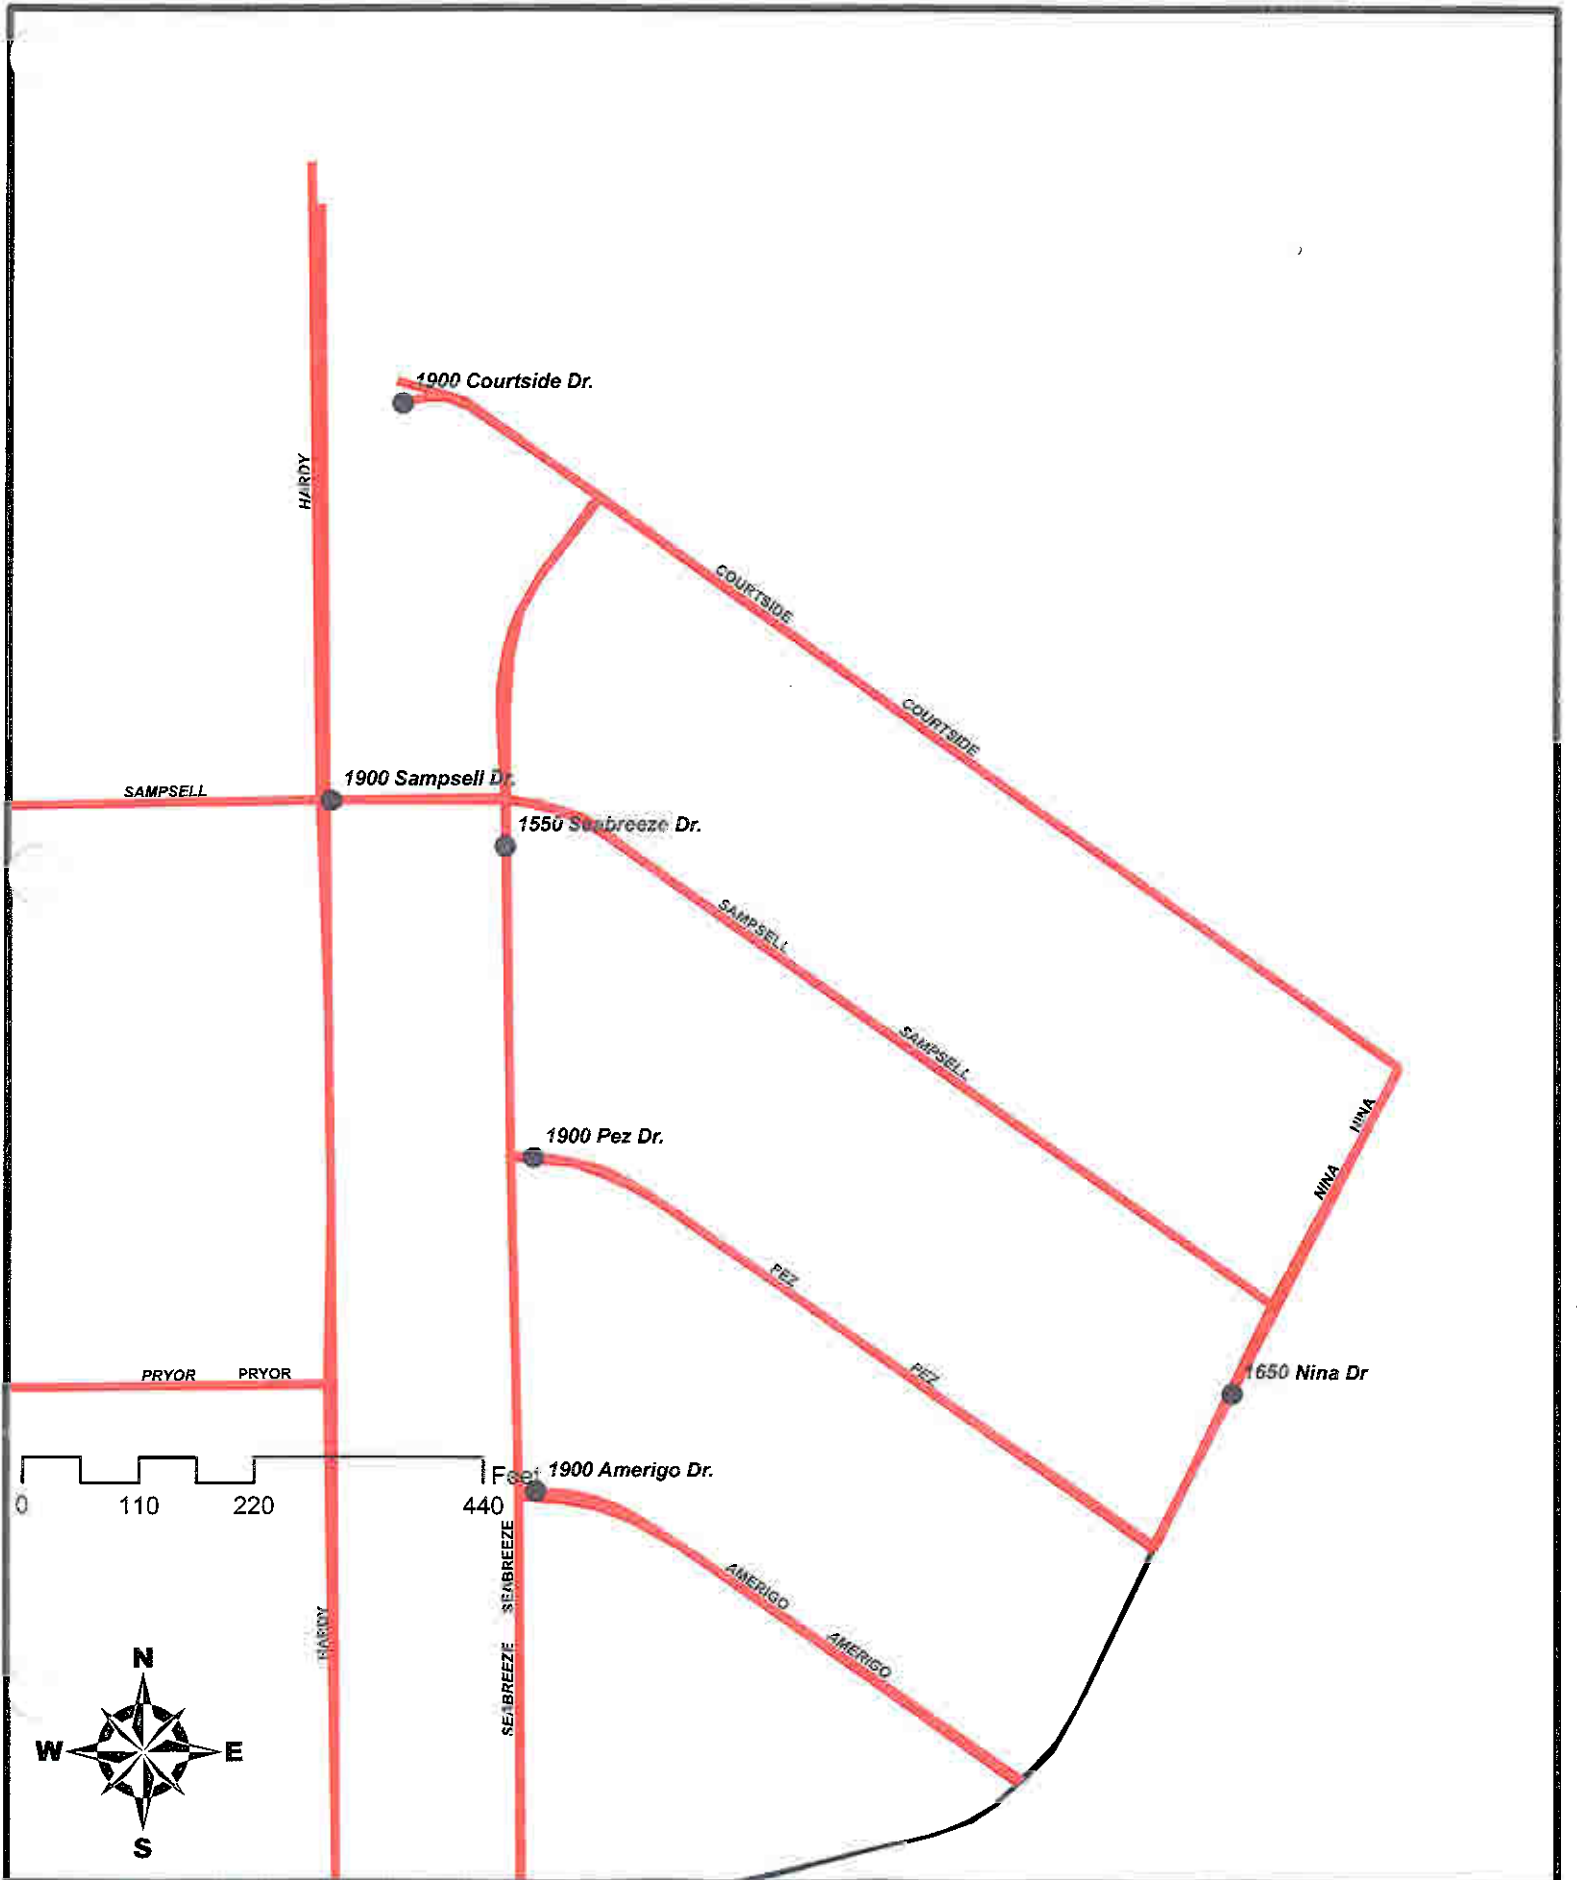 1900 Courtside Dr.
HARDY
COURTSIDE
COURTSIDE
1900 Sampsell Dr.
SAMPSELL
1550 Seabreeze Dr.
SAMPSELL
SAMPSELL
NINA
1900 Pez Dr.
NINA
PEZ
PEZ
1650 Nina Dr
PRYOR PRYOR
Feet
1900 Amerigo Dr.
0 110 220 440
SEABREEZE
AMERIGO
HARDY
AMERIGO
SEABREEZE
N
W E
S